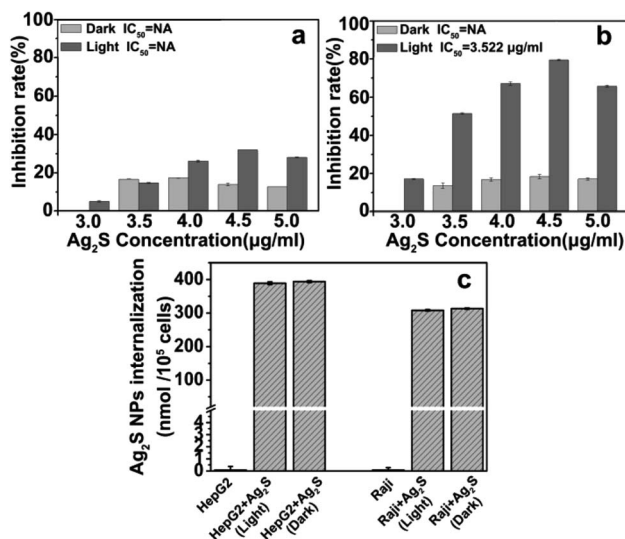 a
Dark IC50=NA
Light IC50=NA
Inhibition rate(%)
100
80
60
40
20
0
3.0 3.5 4.0 4.5 5.0
Ag2S Concentration(μg/ml)
b
Dark IC50=NA
Light IC50=3.522 μg/ml
Inhibition rate(%)
100
80
60
40
20
0
3.0 3.5 4.0 4.5 5.0
Ag2S Concentration(μg/ml)
c
Ag2S NPs internalization
(nmol /10⁵ cells)
400
300
200
100
4
3
2
1
0
HepG2
HepG2+Ag2S
(Light)
HepG2+Ag2S
(Dark)
Raji
Raji+Ag2S
(Light)
Raji+Ag2S
(Dark)